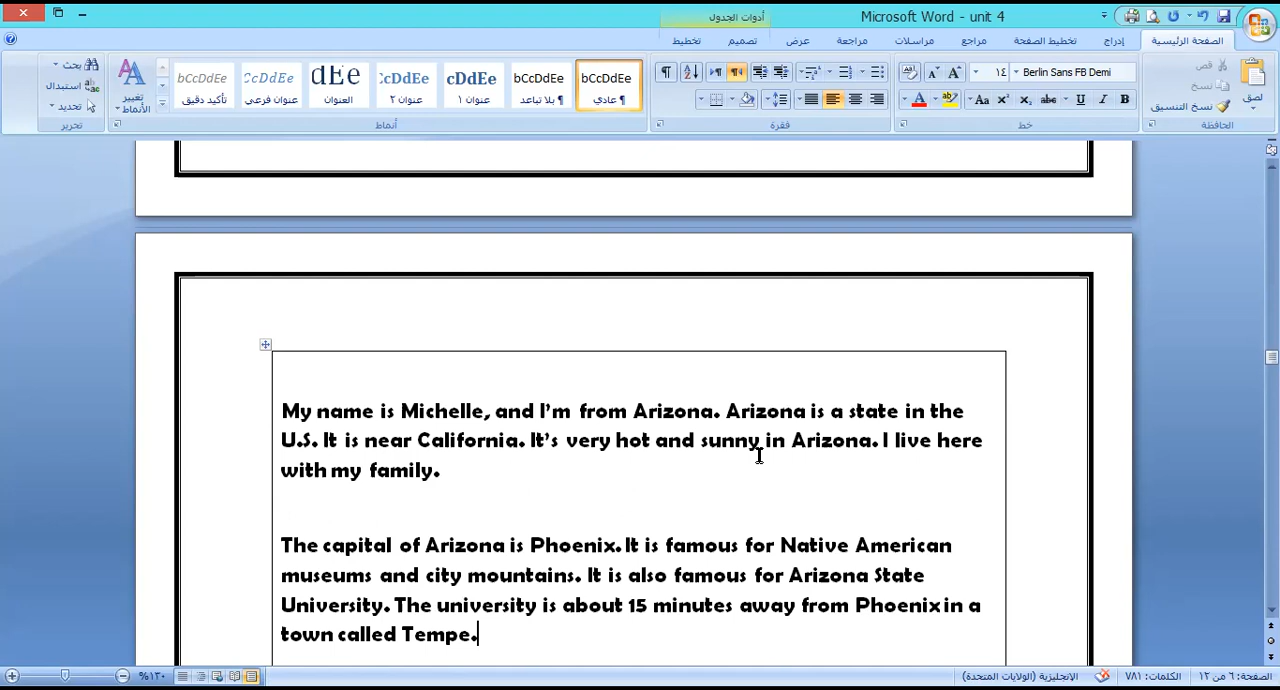 Microsoft Word - unit 4
أدوات الجدول
الصفحة الرئيسية
إدراج
تخطيط الصفحة
مراجع
مراسلات
مراجعة
عرض
تصميم
تخطيط
لصق
قص
نسخ
نسخ التنسيق
الحافظة
Berlin Sans FB Demi
١٤
خط
فقرة
bCcDdEe
¶ عادي
bCcDdEe
¶ بلا تباعد
cDdEe
عنوان ١
cDdEe
عنوان ٢
dEe
العنوان
cCcDdEe
عنوان فرعي
bCcDdEe
تأكيد دقيق
تغيير الأنماط
أنماط
بحث
استبدال
تحديد
تحرير
My name is Michelle, and I'm from Arizona. Arizona is a state in the
U.S. It is near California. It's very hot and sunny in Arizona. I live here
with my family.
The capital of Arizona is Phoenix. It is famous for Native American
museums and city mountains. It is also famous for Arizona State
University. The university is about 15 minutes away from Phoenix in a
town called Tempe.
الصفحة: ٦ من ١٢
الكلمات: ٧٨١
الإنجليزية (الولايات المتحدة)
١٣٠%